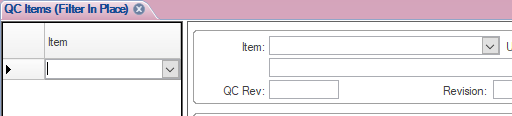 QC Items (Filter In Place)
Item
Item:
U
QC Rev:
Revision: